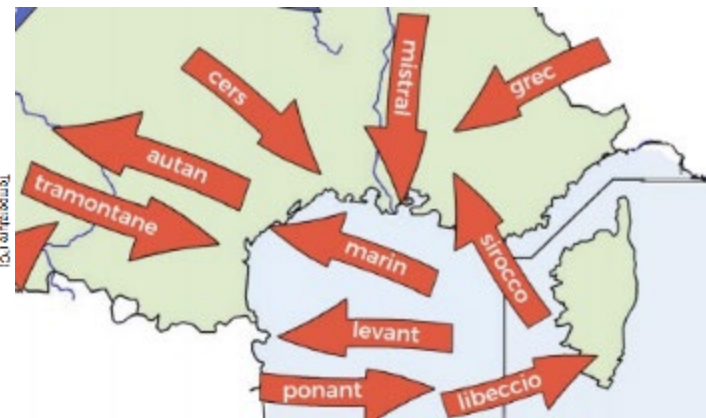 mistral
grec
cers
autan
tramontane
marin
sirocco
levant
ponant
libeccio